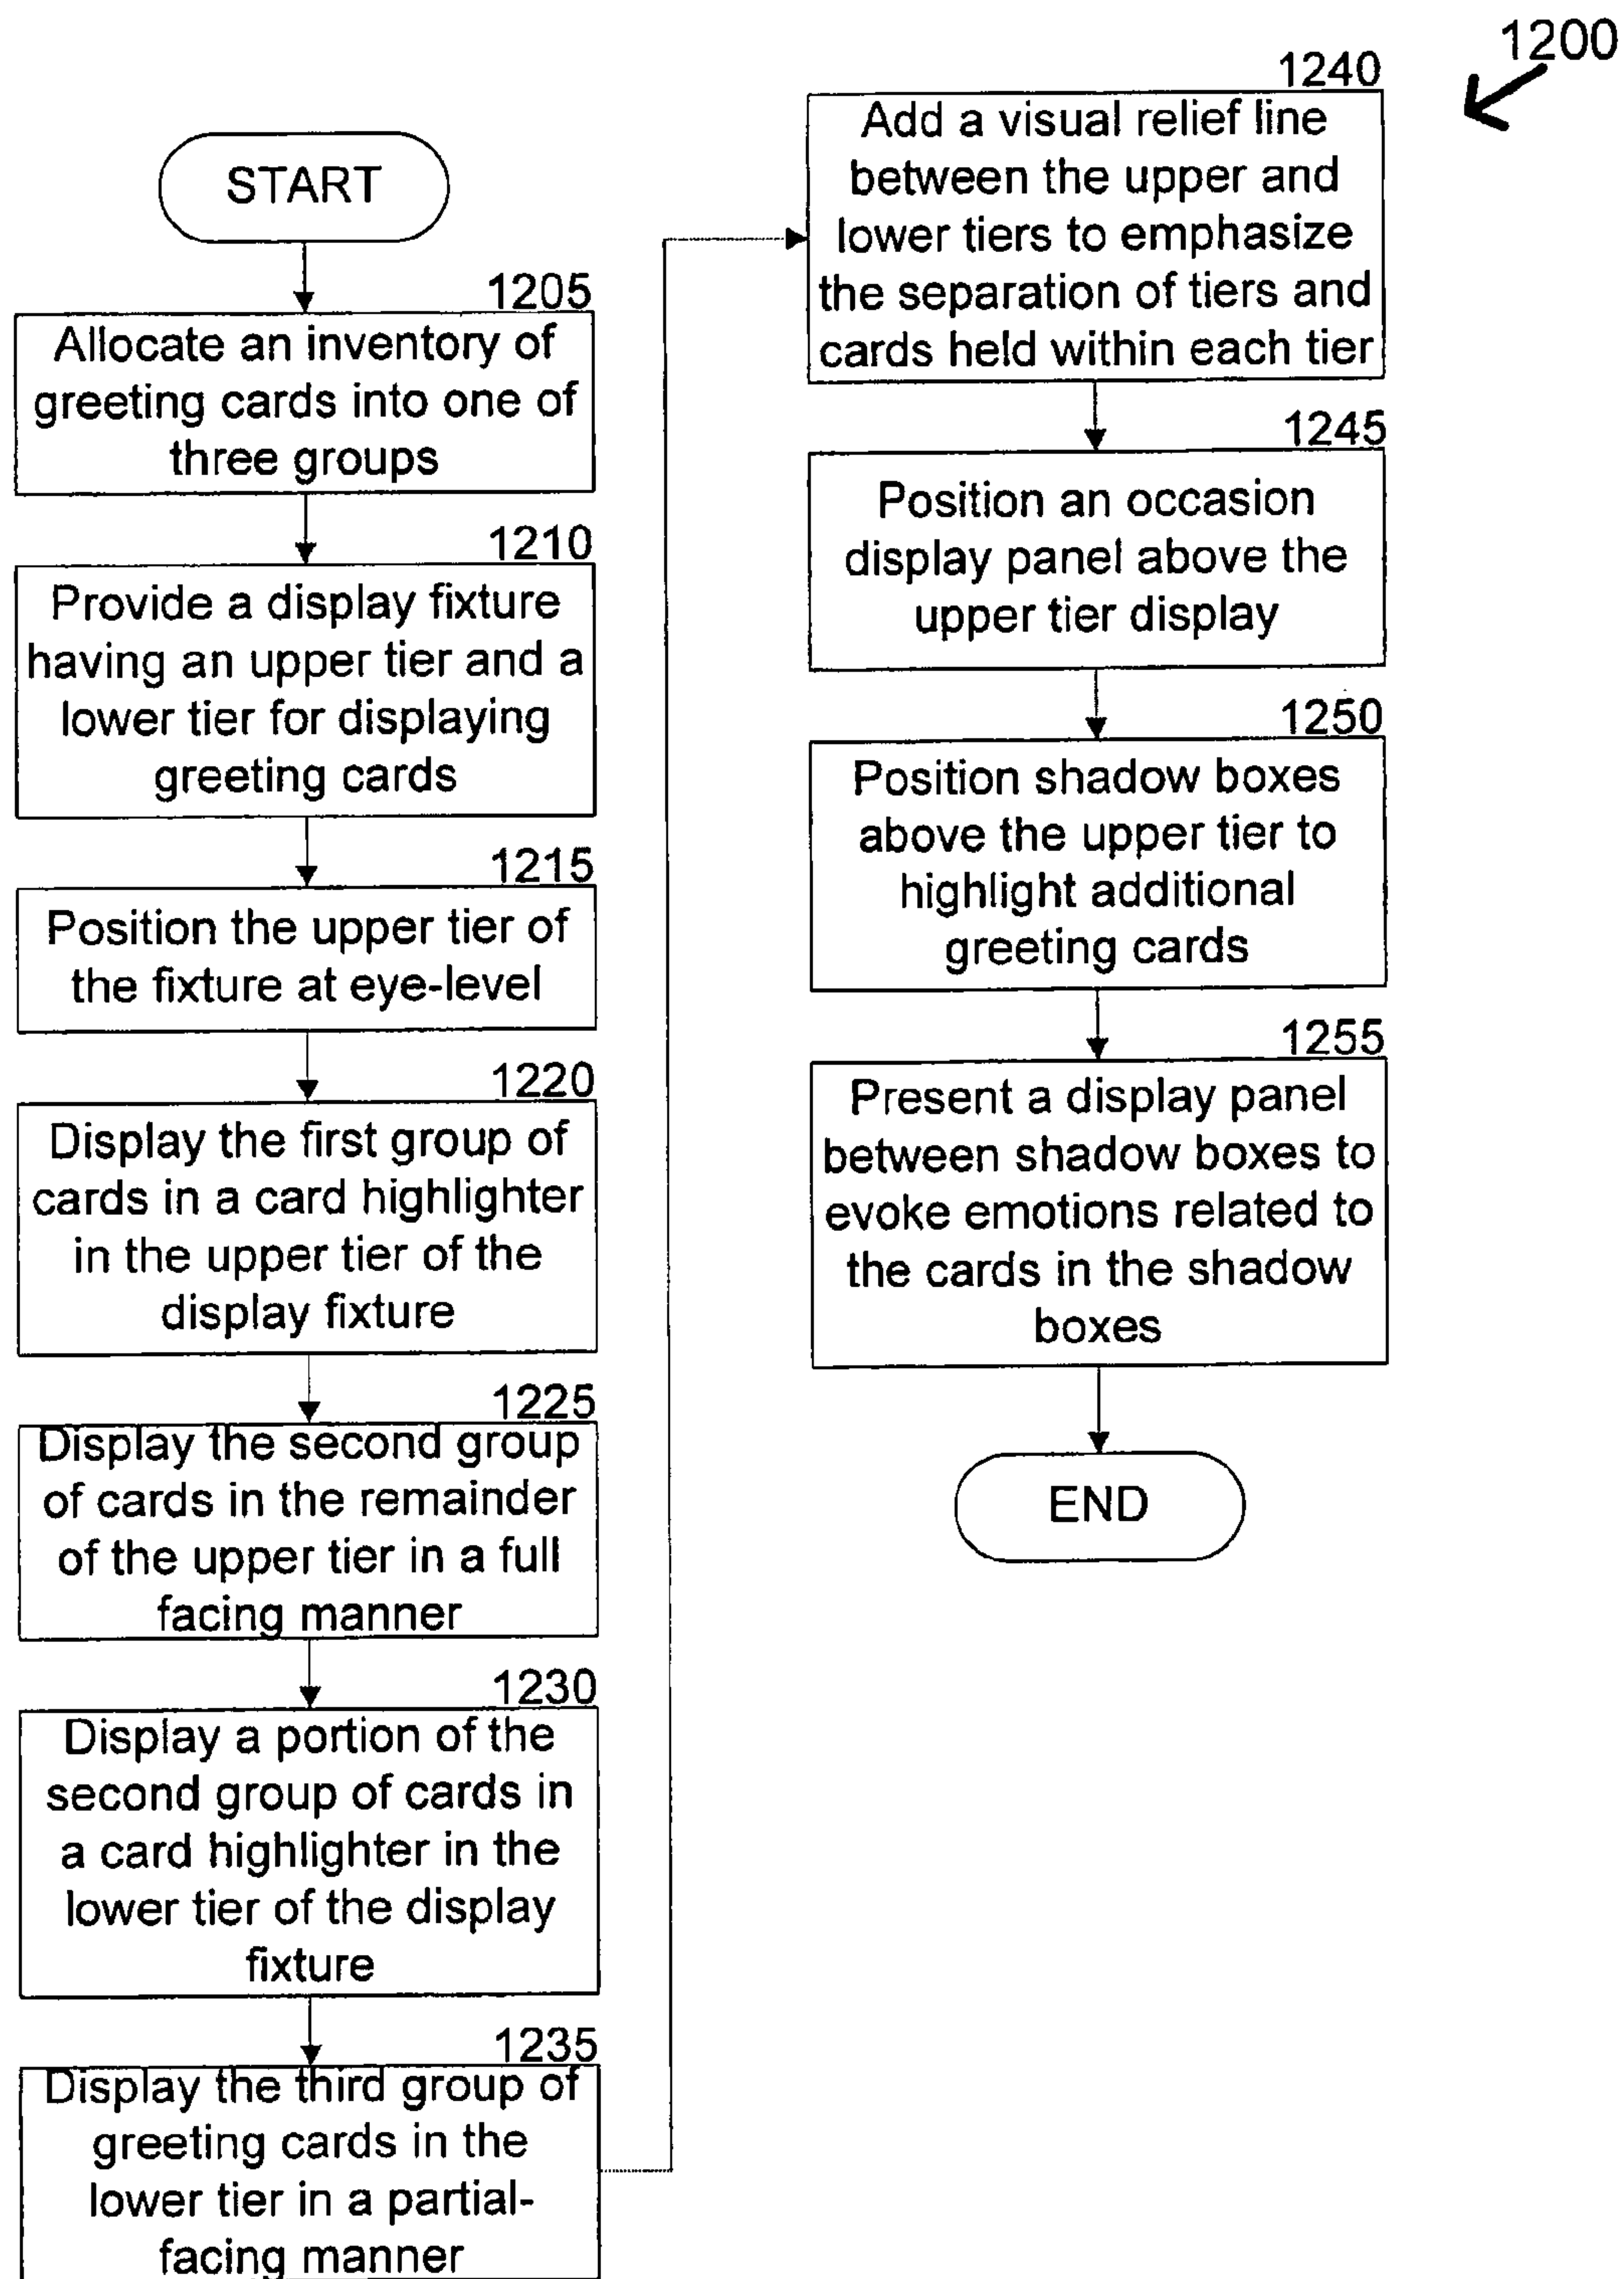 1200
START
1205
Allocate an inventory of
greeting cards into one of
three groups
1210
Provide a display fixture
having an upper tier and a
lower tier for displaying
greeting cards
1215
Position the upper tier of
the fixture at eye-level
1220
Display the first group of
cards in a card highlighter
in the upper tier of the
display fixture
1225
Display the second group
of cards in the remainder
of the upper tier in a full
facing manner
1230
Display a portion of the
second group of cards in
a card highlighter in the
lower tier of the display
fixture
1235
Display the third group of
greeting cards in the
lower tier in a partial-
facing manner
1240
Add a visual relief line
between the upper and
lower tiers to emphasize
the separation of tiers and
cards held within each tier
1245
Position an occasion
display panel above the
upper tier display
1250
Position shadow boxes
above the upper tier to
highlight additional
greeting cards
1255
Present a display panel
between shadow boxes to
evoke emotions related to
the cards in the shadow
boxes
END